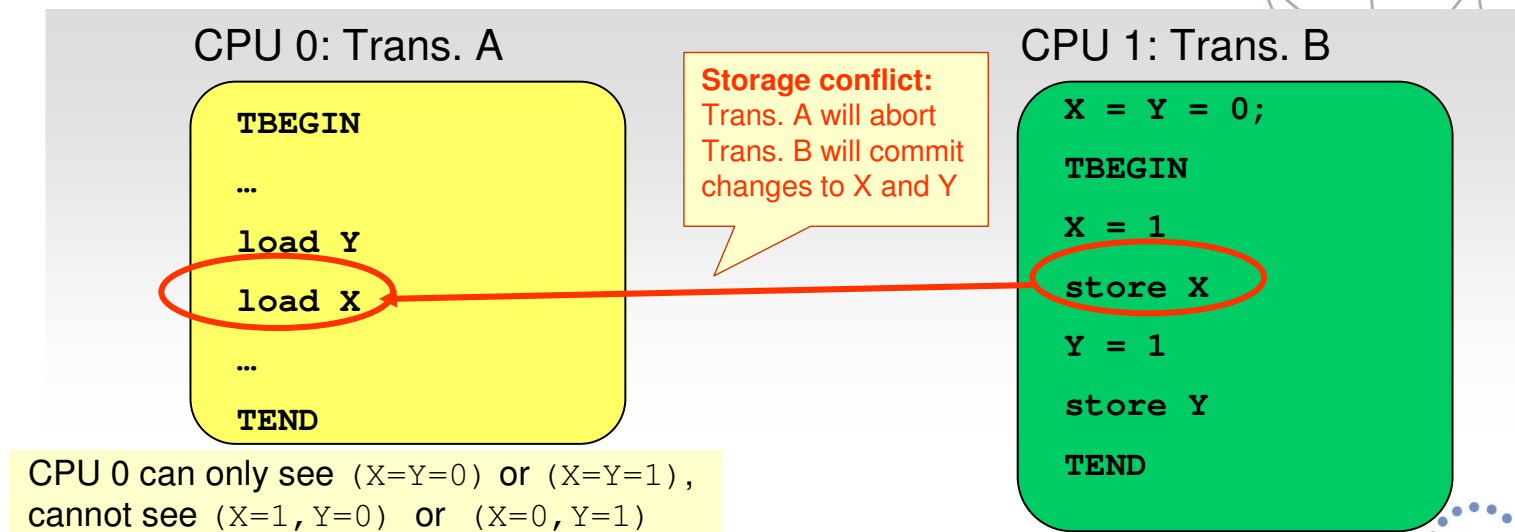 CPU 0: Trans. A
TBEGIN
…
load Y
load X
…
TEND
CPU 0 can only see (X=Y=0) or (X=Y=1),
cannot see (X=1,Y=0) or (X=0,Y=1)
Storage conflict:
Trans. A will abort
Trans. B will commit
changes to X and Y
CPU 1: Trans. B
X = Y = 0;
TBEGIN
X = 1
store X
Y = 1
store Y
TEND